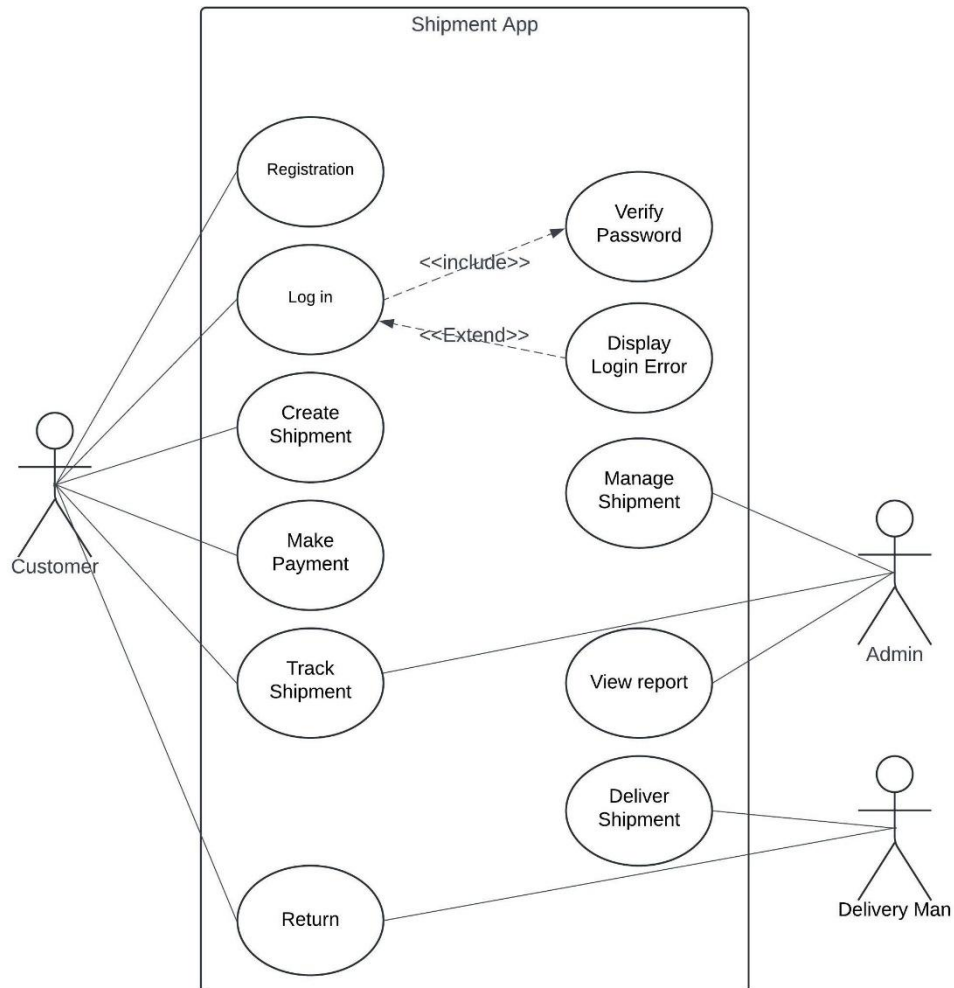 Shipment App
Registration
Verify
Password
<<include>>
Log in
<<Extend>>
Display
Login Error
Create
Shipment
Manage
Shipment
Make
Payment
Customer
Track
Shipment
View report
Admin
Deliver
Shipment
Return
Delivery Man